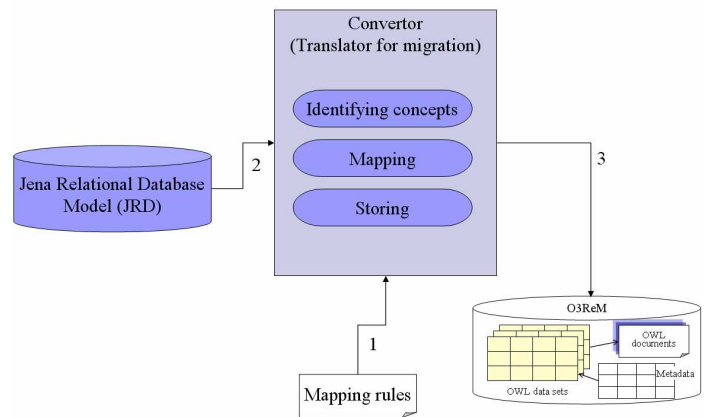 Convertor
(Translator for migration)
Identifying concepts
Mapping
Storing
2
Jena Relational Database
Model (JRD)
3
1
Mapping rules
O3ReM
OWL
documents
Metadata
OWL data sets